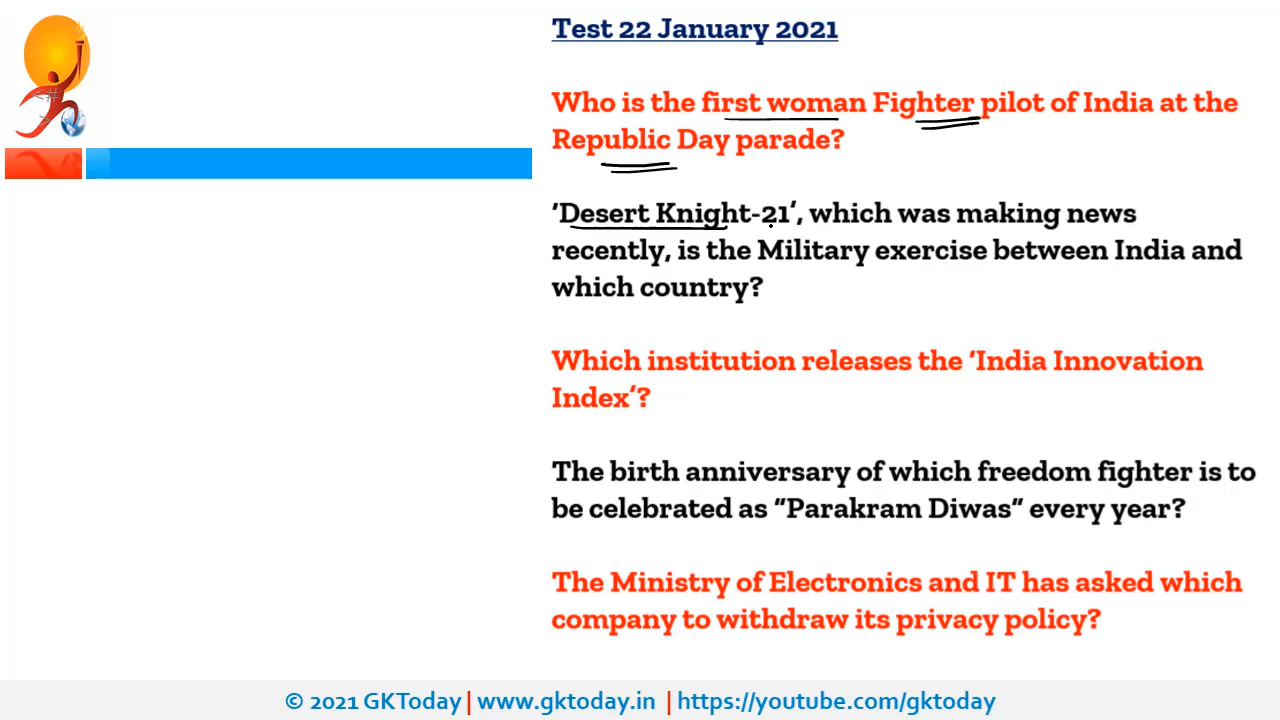 Test 22 January 2021
Who is the first woman Fighter pilot of India at the
Republic Day parade?
‘Desert Knight-21’, which was making news
recently, is the Military exercise between India and
which country?
Which institution releases the ‘India Innovation
Index’?
The birth anniversary of which freedom fighter is to
be celebrated as “Parakram Diwas” every year?
The Ministry of Electronics and IT has asked which
company to withdraw its privacy policy?
© 2021 GKToday | www.gktoday.in | https://youtube.com/gktoday